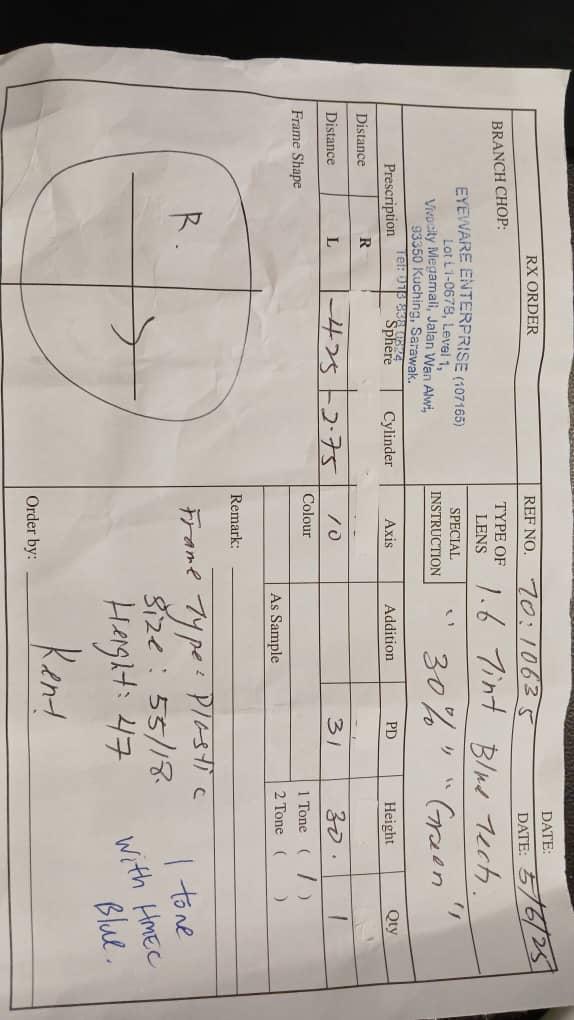 DATE:
RX ORDER REF NO. 70:10635 DATE: 5/6/25
BRANCH CHOP: TYPE OF LENS 1.6 Tint Blue Tech.
EYEWARE ENTERPRISE (107165)
Lot L1-067B, Level 1,
Vivacity Megamall, Jalan Wan Alwi,
93350 Kuching, Sarawak.
Tel: 013 838 0824
SPECIAL INSTRUCTION " 30% " " Green "
Prescription Sphere Cylinder Axis Addition PD Height Qty
Distance R
Distance L -4.25 -2.75 10 31 30. 1
Frame Shape Colour 1 Tone ( / )
As Sample 2 Tone ( )
R.
Remark:
Frame Type: Plastic
Size: 55/18.
Height: 47
1 tone
with HMEC
Blue.
Order by: Kent